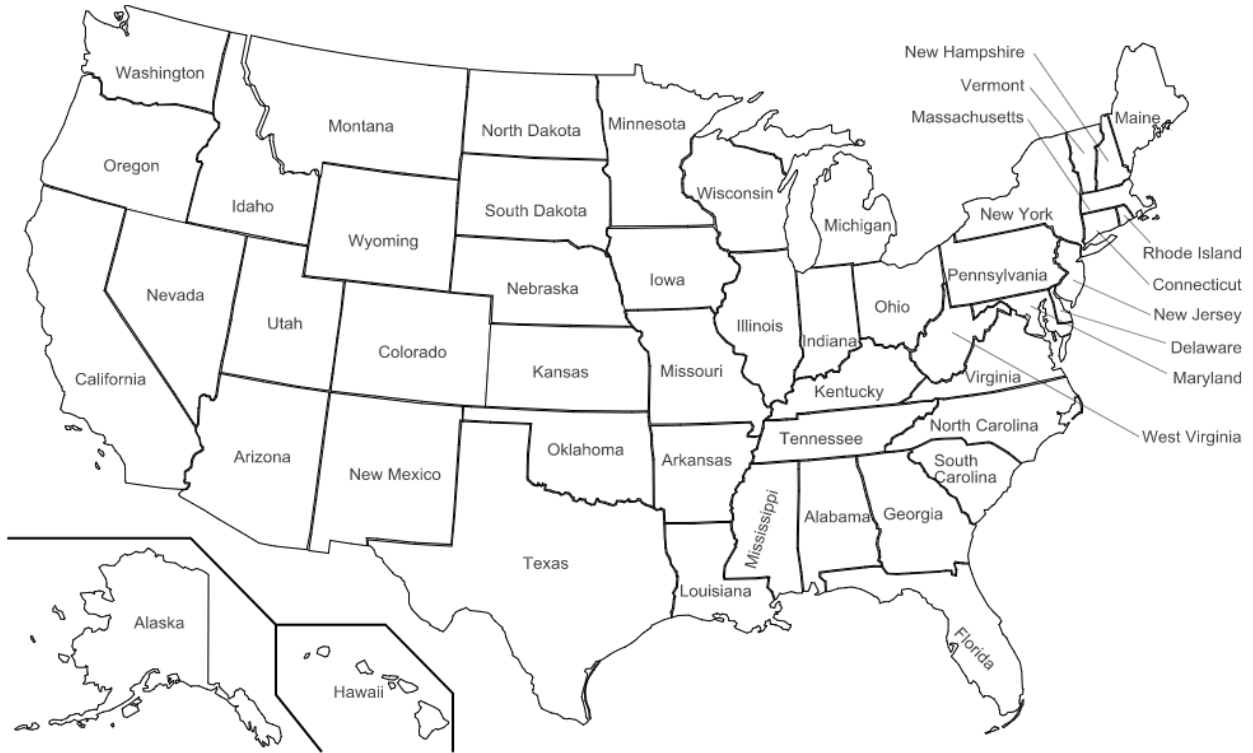 New Hampshire
Washington
Vermont
Massachusetts
Maine
Montana
North Dakota
Minnesota
Oregon
Idaho
Wisconsin
South Dakota
New York
Michigan
Wyoming
Rhode Island
Pennsylvania
Iowa
Connecticut
Nebraska
Nevada
Ohio
New Jersey
Utah
Illinois
Indiana
Colorado
Delaware
Kansas
Missouri
California
Virginia
Maryland
Kentucky
North Carolina
West Virginia
Tennessee
Oklahoma
Arizona
Arkansas
South
Carolina
New Mexico
Mississippi
Alabama
Georgia
Texas
Louisiana
Alaska
Florida
Hawaii